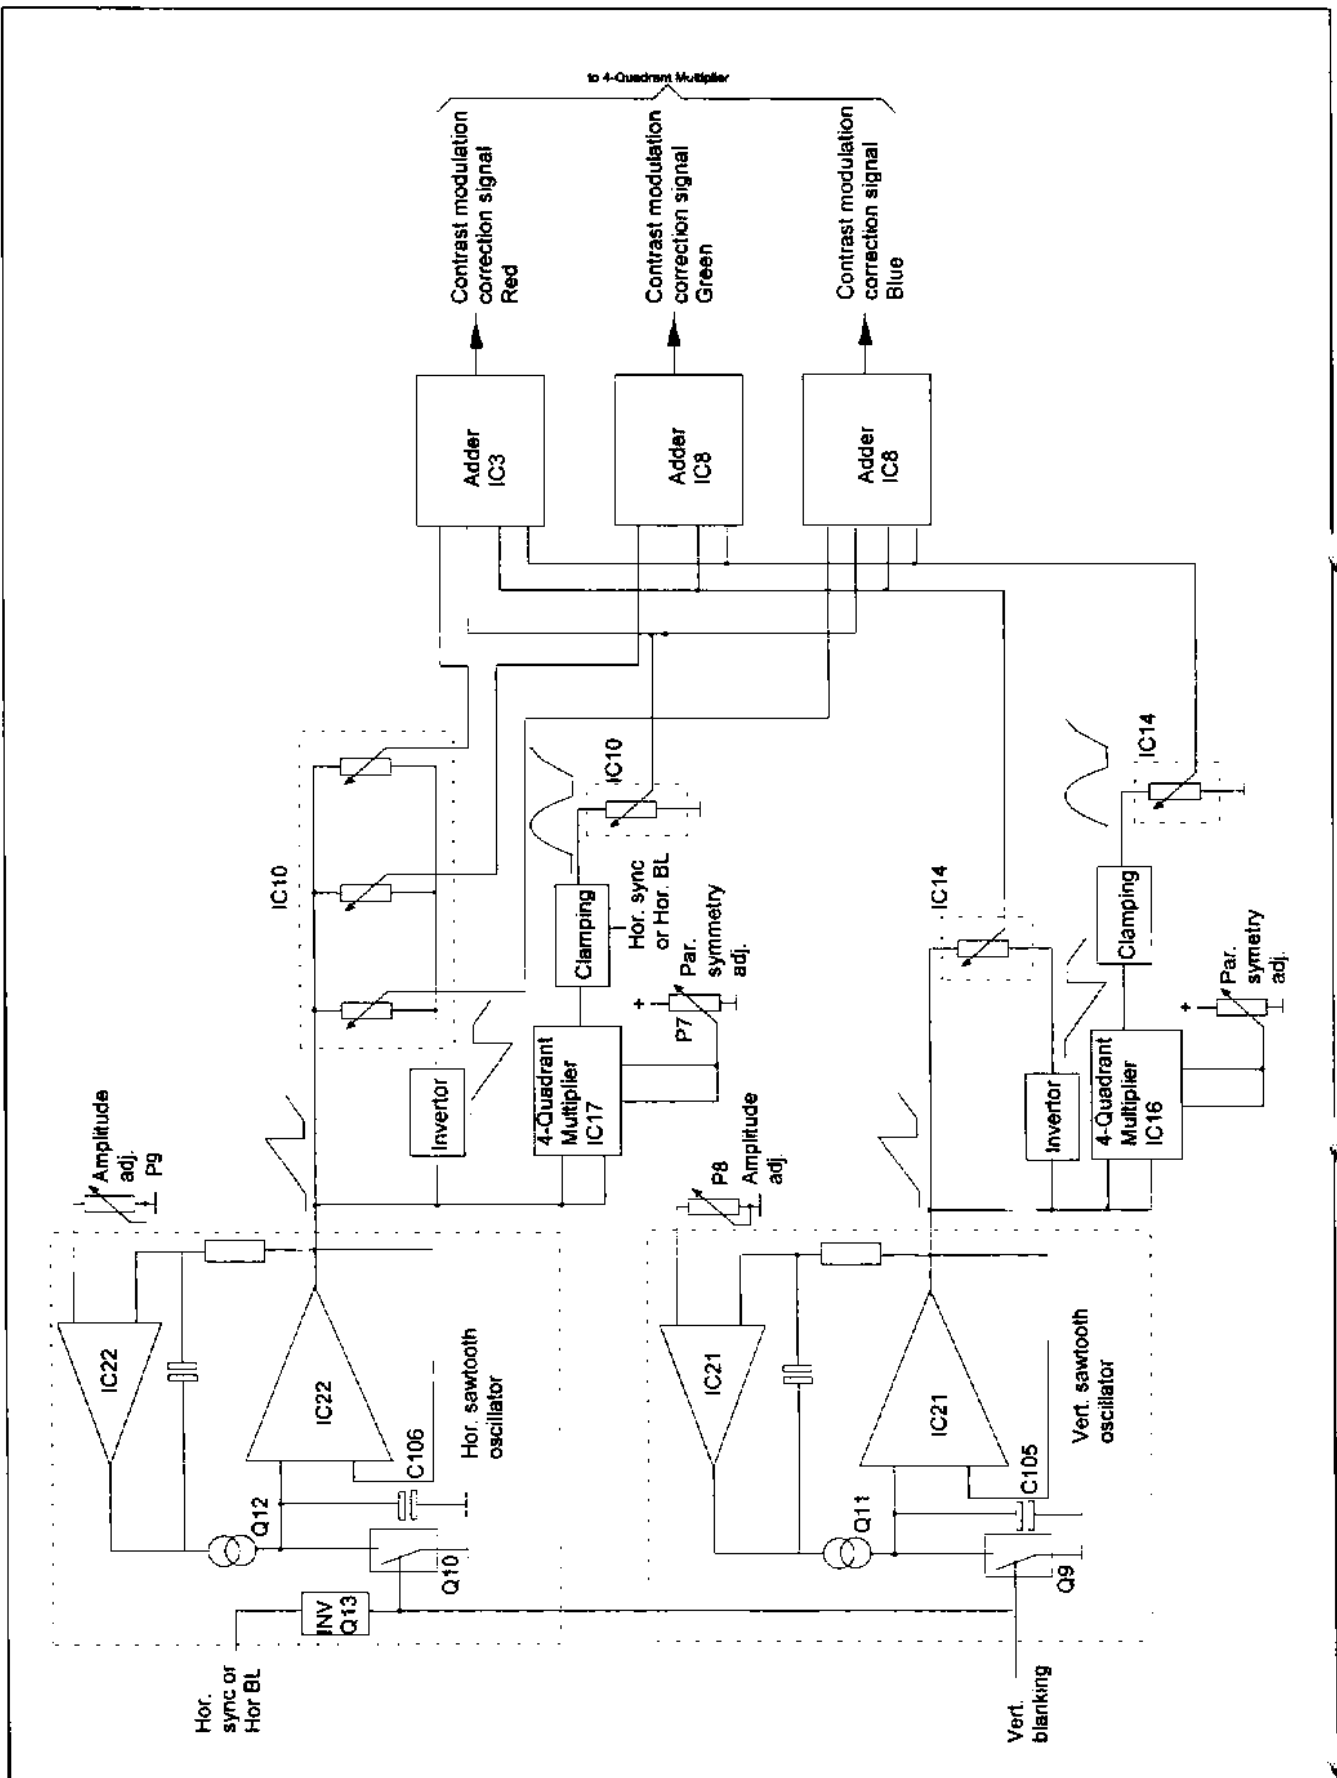 to 4-Quadrant Multiplier
Contrast modulation
correction signal
Red
Contrast modulation
correction signal
Green
Contrast modulation
correction signal
Blue
Adder
IC3
Adder
IC8
Adder
IC8
IC10
IC10
IC14
IC14
Clamping
Hor. sync
or Hor. BL
Par.
symmetry
adj.
P7
+
4-Quadrant
Multiplier
IC17
Invertor
Amplitude
adj.
P9
P8
Amplitude
adj.
Clamping
Par.
symetry
adj.
+
4-Quadrant
Multiplier
IC16
Invertor
IC22
IC22
C106
Hor. sawtooth
oscillator
Q12
Q10
INV
Q13
Hor.
sync or
Hor BL
IC21
IC21
C105
Vert. sawtooth
oscillator
Q11
Q9
Vert.
blanking